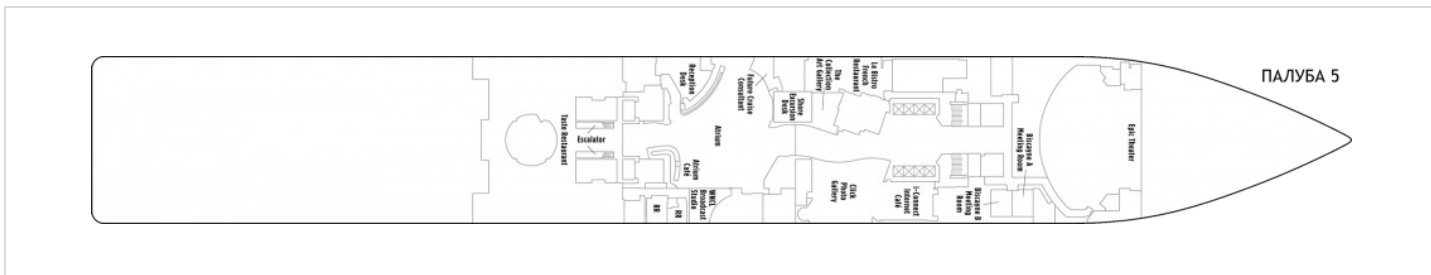 ПАЛУБА 5
Reception
Desk
Future Cruise
Consultant
Shore
Excursion
Desk
The
Collection
Art Gallery
Le Bistro
French
Restaurant
Taste Restaurant
Escalator
Atrium
Atrium
Café
WNCL
Broadcast
Studio
RR
RR
Click
Photo
Gallery
i-Connect
Internet
Café
Biscayne A
Meeting Room
Biscayne B
Meeting
Room
Epic Theater